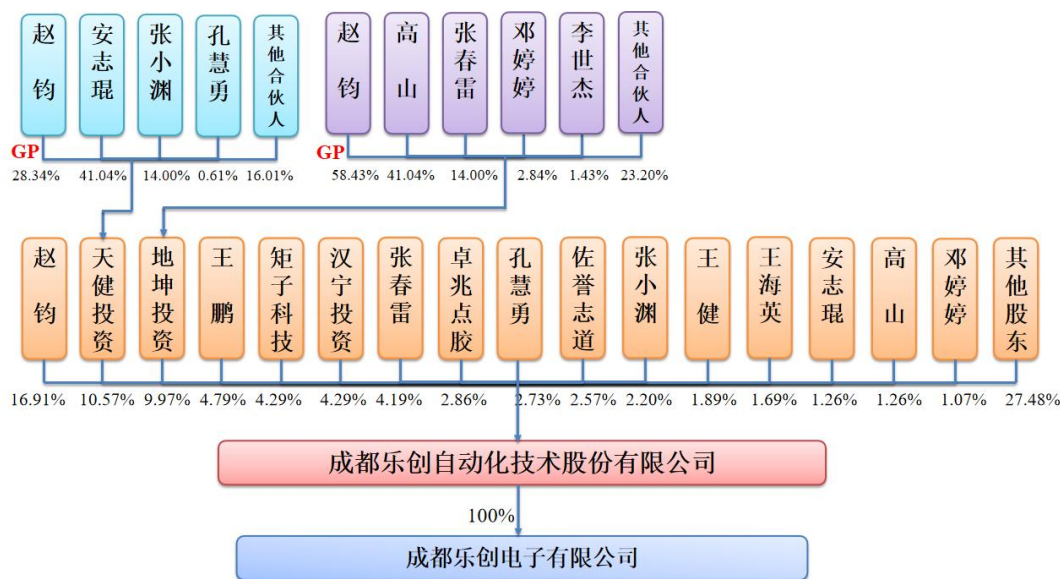 赵钧 安志琨 张小渊 孔慧勇 其他合伙人 赵钧 高山 张春雷 邓婷婷 李世杰 其他合伙人
GP GP
28.34% 41.04% 14.00% 0.61% 16.01% 58.43% 41.04% 14.00% 2.84% 1.43% 23.20%
赵钧 天健投资 地坤投资 王鹏 矩子科技 汉宁投资 张春雷 卓兆点胶 孔慧勇 佐誉志道 张小渊 王健 王海英 安志琨 高山 邓婷婷 其他股东
16.91% 10.57% 9.97% 4.79% 4.29% 4.29% 4.19% 2.86% 2.73% 2.57% 2.20% 1.89% 1.69% 1.26% 1.26% 1.07% 27.48%
成都乐创自动化技术股份有限公司
100%
成都乐创电子有限公司